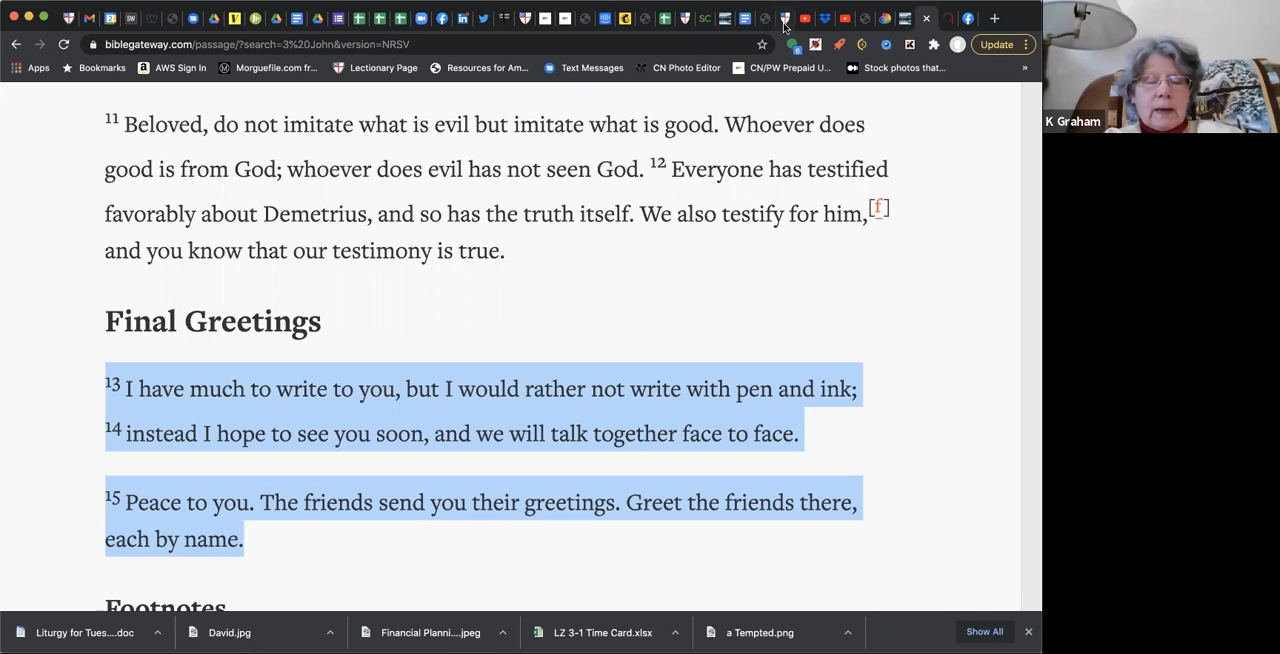 biblegateway.com/passage/?search=3%20John&version=NRSV
Update
Apps
Bookmarks
AWS Sign In
Morguefile.com fr...
Lectionary Page
Resources for Am...
Text Messages
CN Photo Editor
CN/PW Prepaid U...
Stock photos that...
»
K Graham
11 Beloved, do not imitate what is evil but imitate what is good. Whoever does
good is from God; whoever does evil has not seen God. 12 Everyone has testified
favorably about Demetrius, and so has the truth itself. We also testify for him,[f]
and you know that our testimony is true.
Final Greetings
13 I have much to write to you, but I would rather not write with pen and ink;
14 instead I hope to see you soon, and we will talk together face to face.
15 Peace to you. The friends send you their greetings. Greet the friends there,
each by name.
Footnotes
Liturgy for Tues....doc
David.jpg
Financial Planni....jpeg
LZ 3-1 Time Card.xlsx
a Tempted.png
Show All